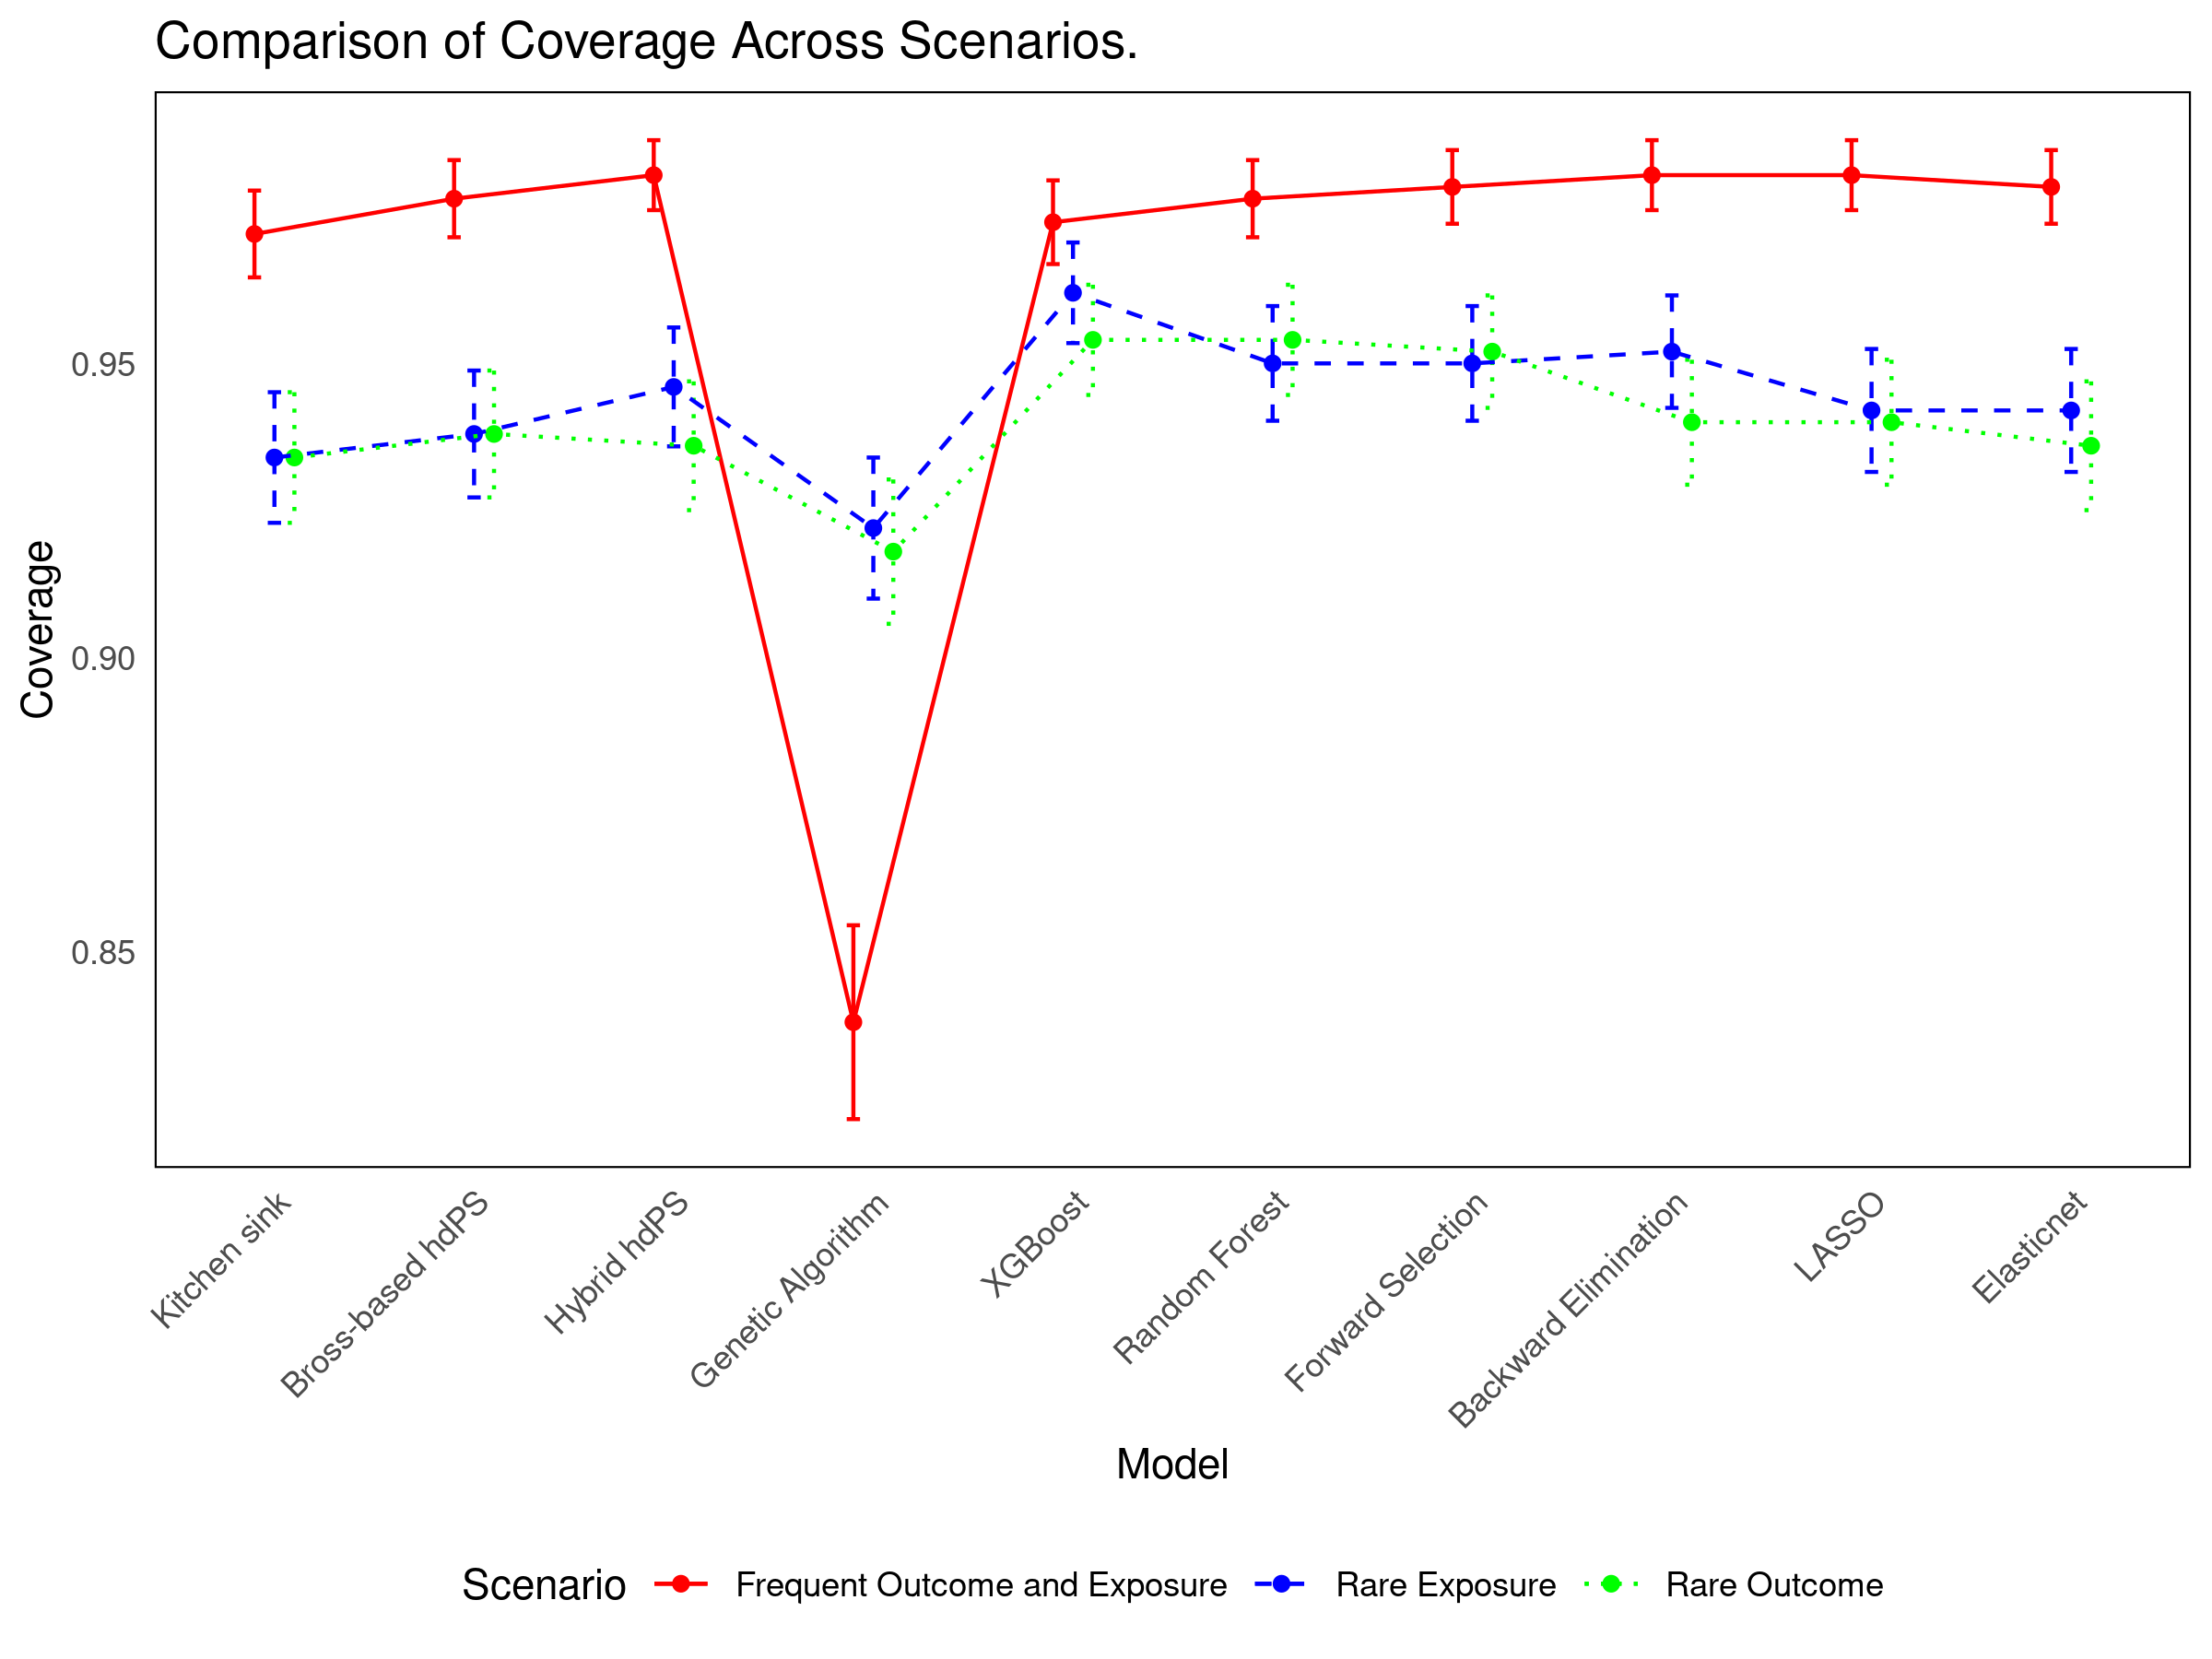 Comparison of Coverage Across Scenarios.
Coverage
0.95
0.90
0.85
Kitchen sink
Bross-based hdPS
Hybrid hdPS
Genetic Algorithm
XGBoost
Random Forest
Forward Selection
Backward Elimination
LASSO
Elasticnet
Model
Scenario Frequent Outcome and Exposure Rare Exposure Rare Outcome